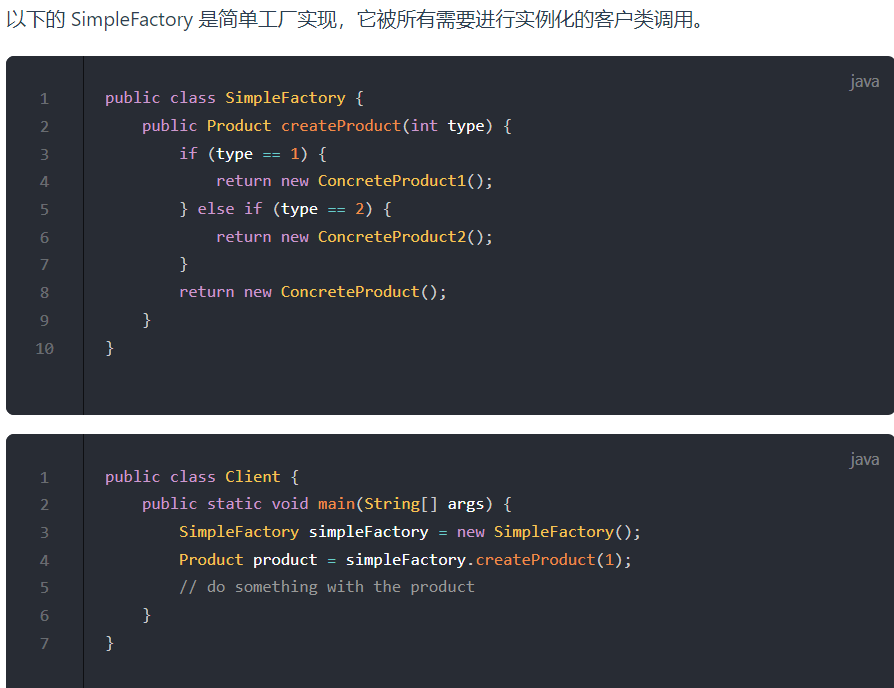 以下的 SimpleFactory 是简单工厂实现，它被所有需要进行实例化的客户类调用。
java
1 public class SimpleFactory {
2     public Product createProduct(int type) {
3         if (type == 1) {
4             return new ConcreteProduct1();
5         } else if (type == 2) {
6             return new ConcreteProduct2();
7         }
8         return new ConcreteProduct();
9     }
10 }
java
1 public class Client {
2     public static void main(String[] args) {
3         SimpleFactory simpleFactory = new SimpleFactory();
4         Product product = simpleFactory.createProduct(1);
5         // do something with the product
6     }
7 }